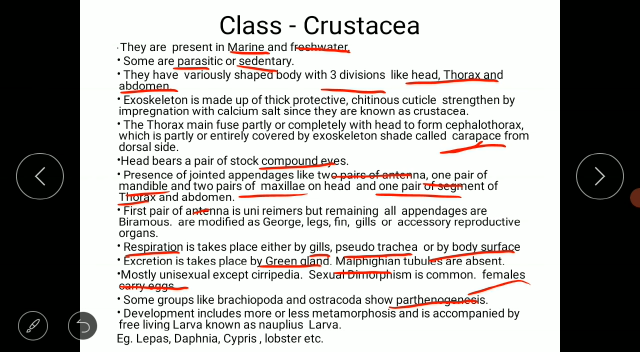 Class - Crustacea
• They are present in Marine and freshwater.
• Some are parasitic or sedentary.
• They have variously shaped body with 3 divisions like head, Thorax and
abdomen.
• Exoskeleton is made up of thick protective, chitinous cuticle strengthen by
impregnation with calcium salt since they are known as crustacea.
• The Thorax main fuse partly or completely with head to form cephalothorax,
which is partly or entirely covered by exoskeleton shade called carapace from
dorsal side.
•Head bears a pair of stock compound eyes.
• Presence of jointed appendages like two pairs of antenna, one pair of
mandible and two pairs of maxillae on head and one pair of segment of
Thorax and abdomen.
• First pair of antenna is uni reimers but remaining all appendages are
Biramous. are modified as George, legs, fin, gills or accessory reproductive
organs.
• Respiration is takes place either by gills, pseudo trachea or by body surface
• Excretion is takes place by Green gland. Malphighian tubules are absent.
•Mostly unisexual except cirripedia. Sexual Dimorphism is common. females
carry eggs.
• Some groups like brachiopoda and ostracoda show parthenogenesis.
• Development includes more or less metamorphosis and is accompanied by
free living Larva known as nauplius Larva.
Eg. Lepas, Daphnia, Cypris , lobster etc.